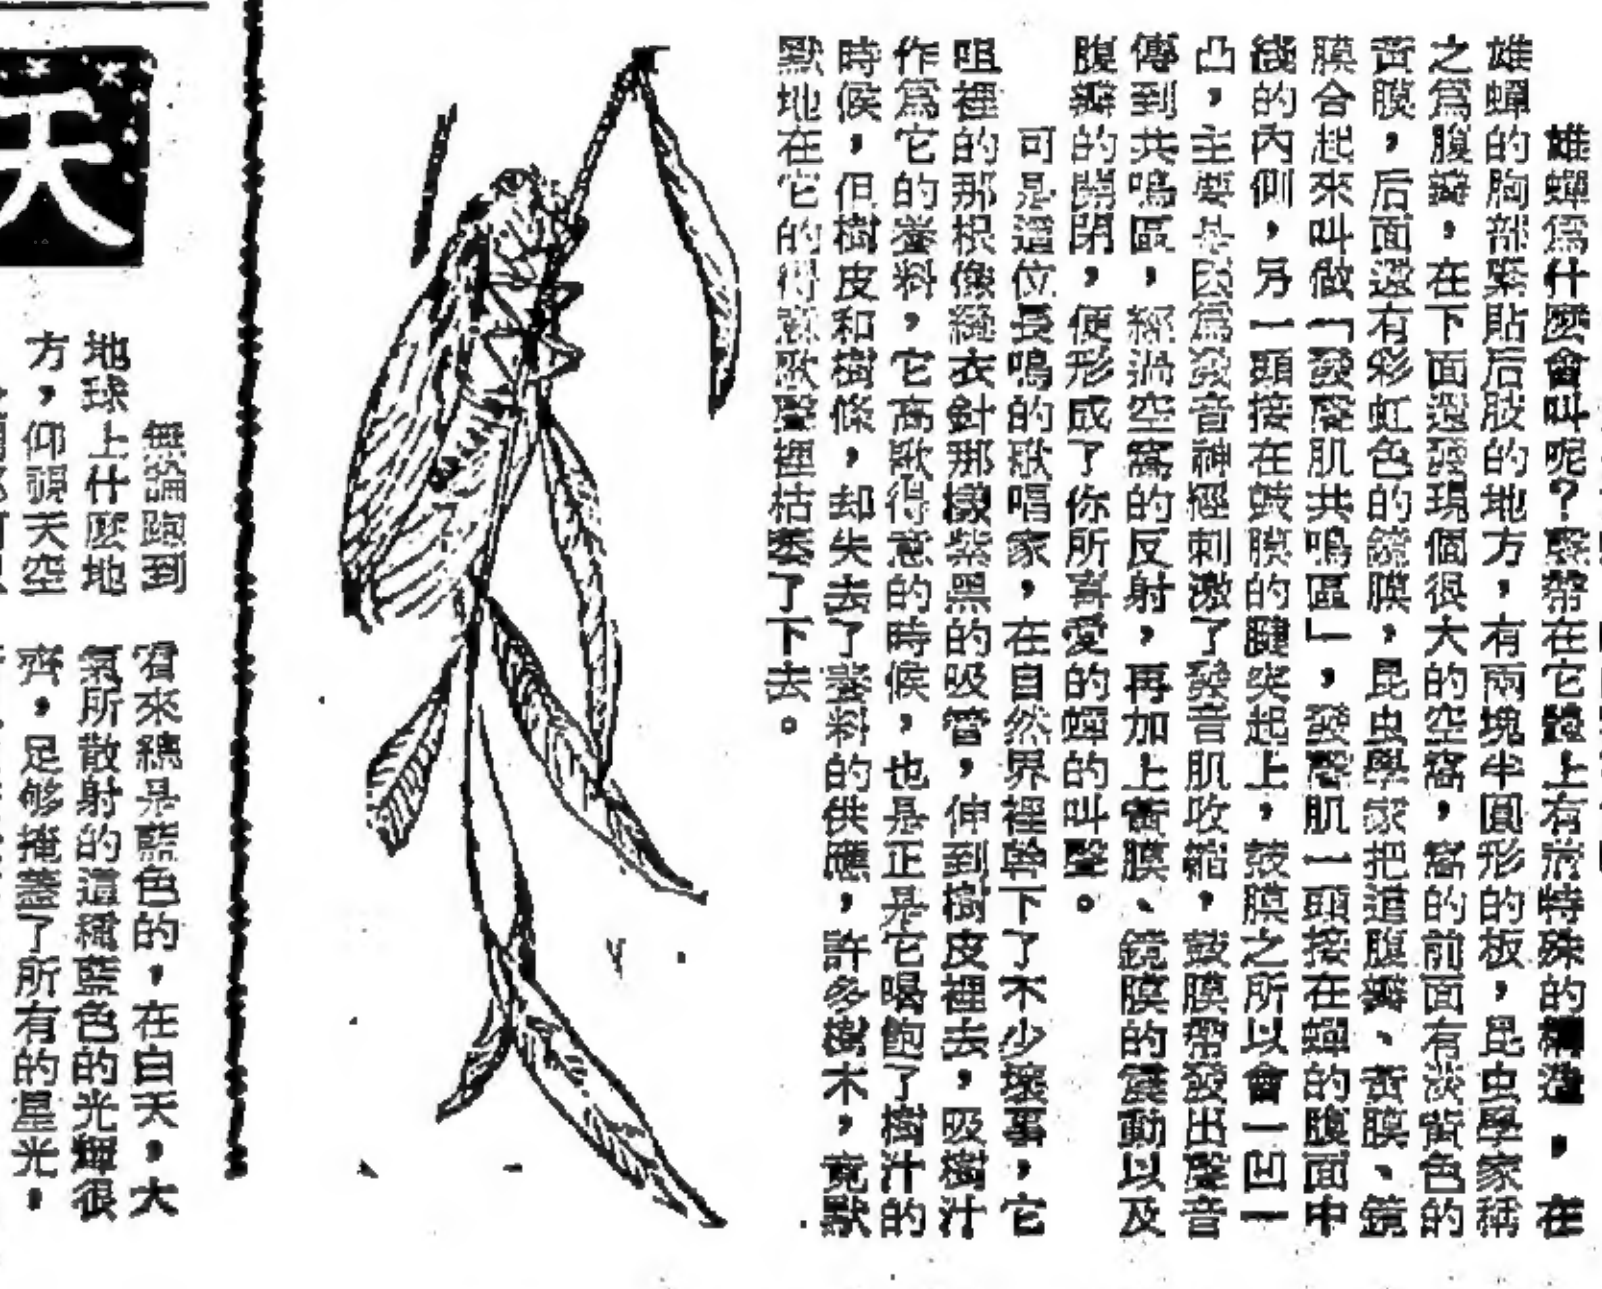 雄蟬爲什麽會叫呢？原來在它體上有着特殊的構造，在
雄蟬的胸部緊貼后肢的地方，有兩塊半圓形的板，昆虫學家稱
之爲腹瓣，在下面還發現個很大的空窩，窩的前面有淡黃色的
黃膜，后面還有彩虹色的鏡膜，昆虫學家把這腹瓣、黃膜、鏡
膜合起來叫做「發聲肌共鳴區」，發聲肌一頭接在蟬的腹面中
綫的內側，另一頭接在鼓膜的腱突起上，鼓膜之所以會一凹一
凸，主要是因爲發音神經刺激了發音肌收縮，鼓膜帶發出聲音
傳到共鳴區，經過空窩的反射，再加上黃膜、鏡膜的震動以及
腹瓣的開閉，便形成了你所喜愛的蟬的叫聲。
可是這位長鳴的歌唱家，在自然界裡幹下了不少壞事，它
咀裡的那根像縫衣針那樣紫黑的吸管，伸到樹皮裡去，吸樹汁
作爲它的養料，它高歌得意的時候，也是正是它喝飽了樹汁的
時候，但樹皮和樹條，却失去了養料的供應，許多樹木，竟默
默地在它的得意歌聲裡枯萎了下去。
天
無論跑到
地球上什麼地
方，仰視天空
看來總是藍色的，在白天，大
氣所散射的這種藍色的光輝很
齊，足够掩蓋了所有的星光，